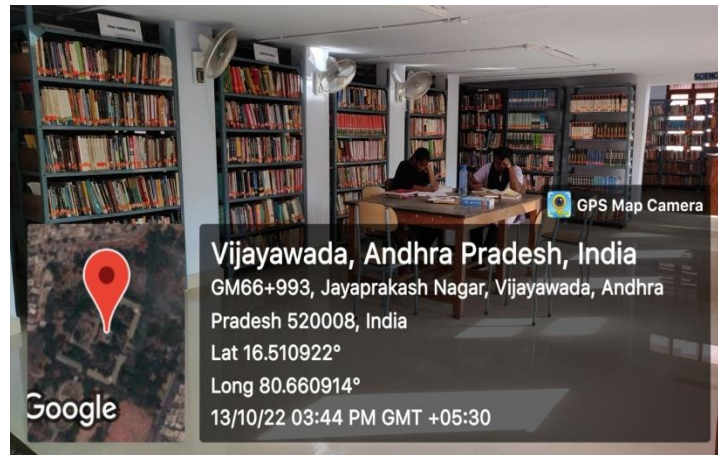 SCIENC
GPS Map Camera
Vijayawada, Andhra Pradesh, India
GM66+993, Jayaprakash Nagar, Vijayawada, Andhra
Pradesh 520008, India
Lat 16.510922°
Long 80.660914°
13/10/22 03:44 PM GMT +05:30
Google